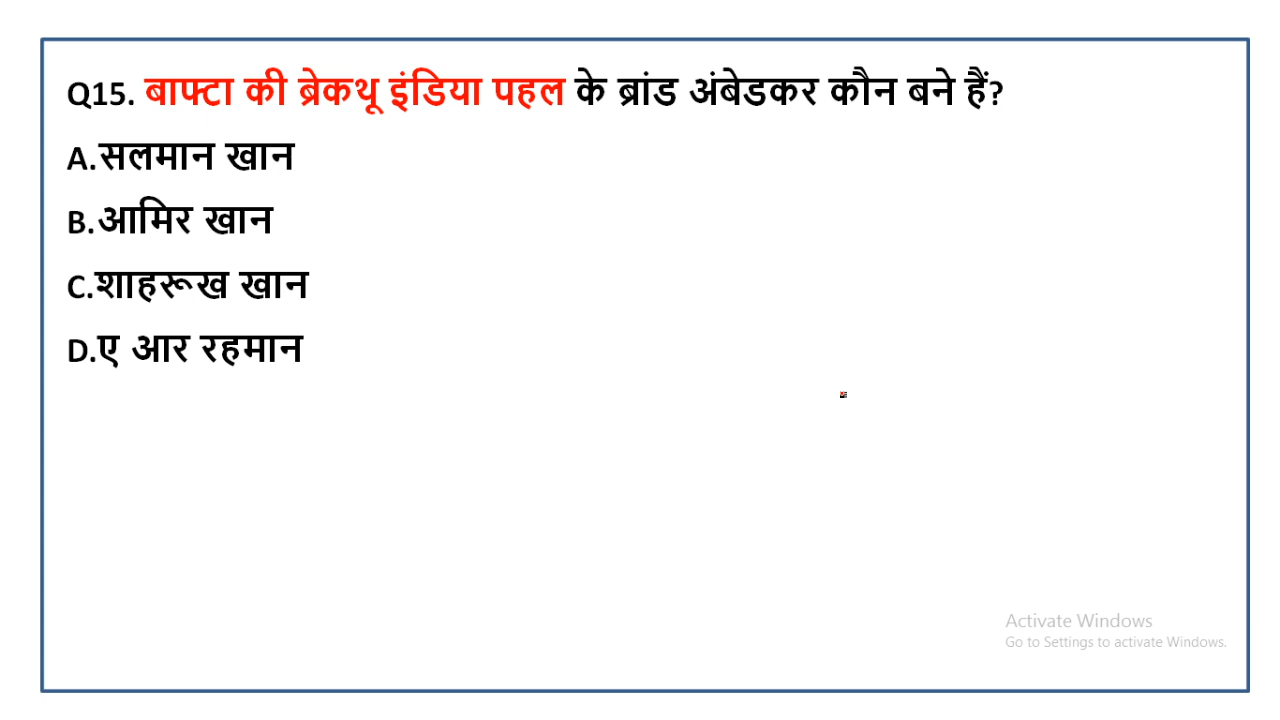 Q15. बाफ्टा की ब्रेकथू इंडिया पहल के ब्रांड अंबेडकर कौन बने हैं?
A.सलमान खान
B.आमिर खान
C.शाहरूख खान
D.ए आर रहमान
Activate Windows
Go to Settings to activate Windows.